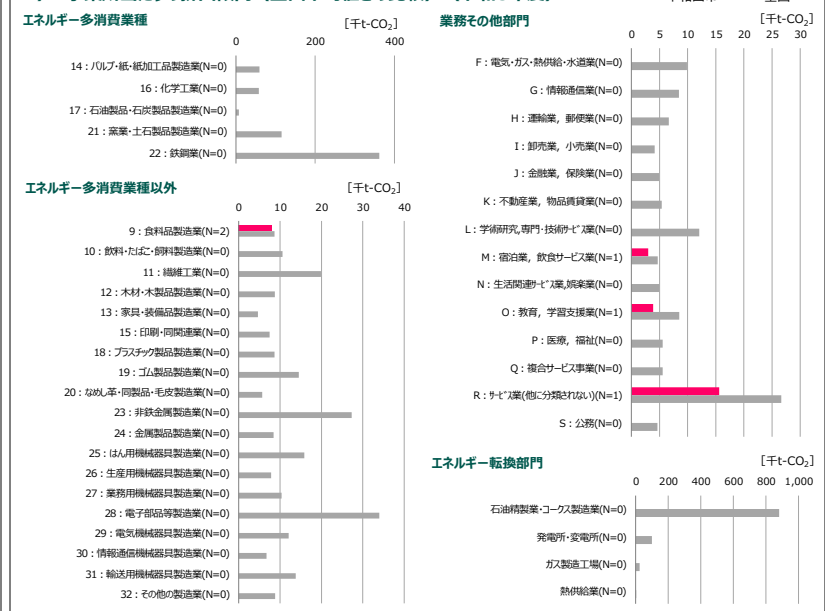 エネルギー多消費業種
[千t-CO₂]
0 200 400
14：パルプ・紙・紙加工品製造業(N=0)
16：化学工業(N=0)
17：石油製品・石炭製品製造業(N=0)
21：窯業・土石製品製造業(N=0)
22：鉄鋼業(N=0)
エネルギー多消費業種以外
[千t-CO₂]
0 10 20 30 40
9：食料品製造業(N=2)
10：飲料・たばこ・飼料製造業(N=0)
11：繊維工業(N=0)
12：木材・木製品製造業(N=0)
13：家具・装備品製造業(N=0)
15：印刷・同関連業(N=0)
18：プラスチック製品製造業(N=0)
19：ゴム製品製造業(N=0)
20：なめし革・同製品・毛皮製造業(N=0)
23：非鉄金属製造業(N=0)
24：金属製品製造業(N=0)
25：はん用機械器具製造業(N=0)
26：生産用機械器具製造業(N=0)
27：業務用機械器具製造業(N=0)
28：電子部品等製造業(N=0)
29：電気機械器具製造業(N=0)
30：情報通信機械器具製造業(N=0)
31：輸送用機械器具製造業(N=0)
32：その他の製造業(N=0)
業務その他部門
[千t-CO₂]
0 5 10 15 20 25 30
F：電気・ガス・熱供給・水道業(N=0)
G：情報通信業(N=0)
H：運輸業，郵便業(N=0)
I：卸売業，小売業(N=0)
J：金融業，保険業(N=0)
K：不動産業，物品賃貸業(N=0)
L：学術研究,専門・技術サービス業(N=0)
M：宿泊業，飲食サービス業(N=1)
N：生活関連サービス業,娯楽業(N=0)
O：教育，学習支援業(N=1)
P：医療，福祉(N=0)
Q：複合サービス事業(N=0)
R：サービス業(他に分類されない)(N=1)
S：公務(N=0)
エネルギー転換部門
[千t-CO₂]
0 200 400 600 800 1,000
石油精製業・コークス製造業(N=0)
発電所・変電所(N=0)
ガス製造工場(N=0)
熱供給業(N=0)